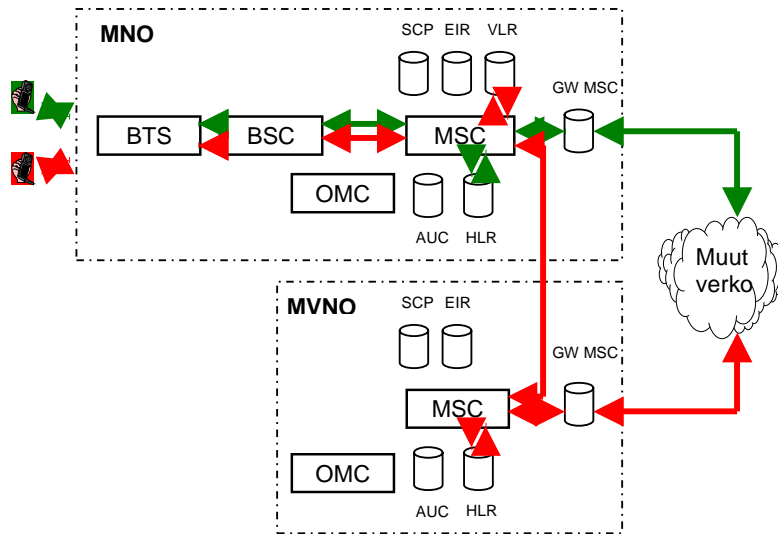 MNO
SCP EIR VLR
GW MSC
BTS BSC MSC
OMC
AUC HLR
Muut
verko
MVNO
SCP EIR
GW MSC
MSC
OMC
AUC HLR